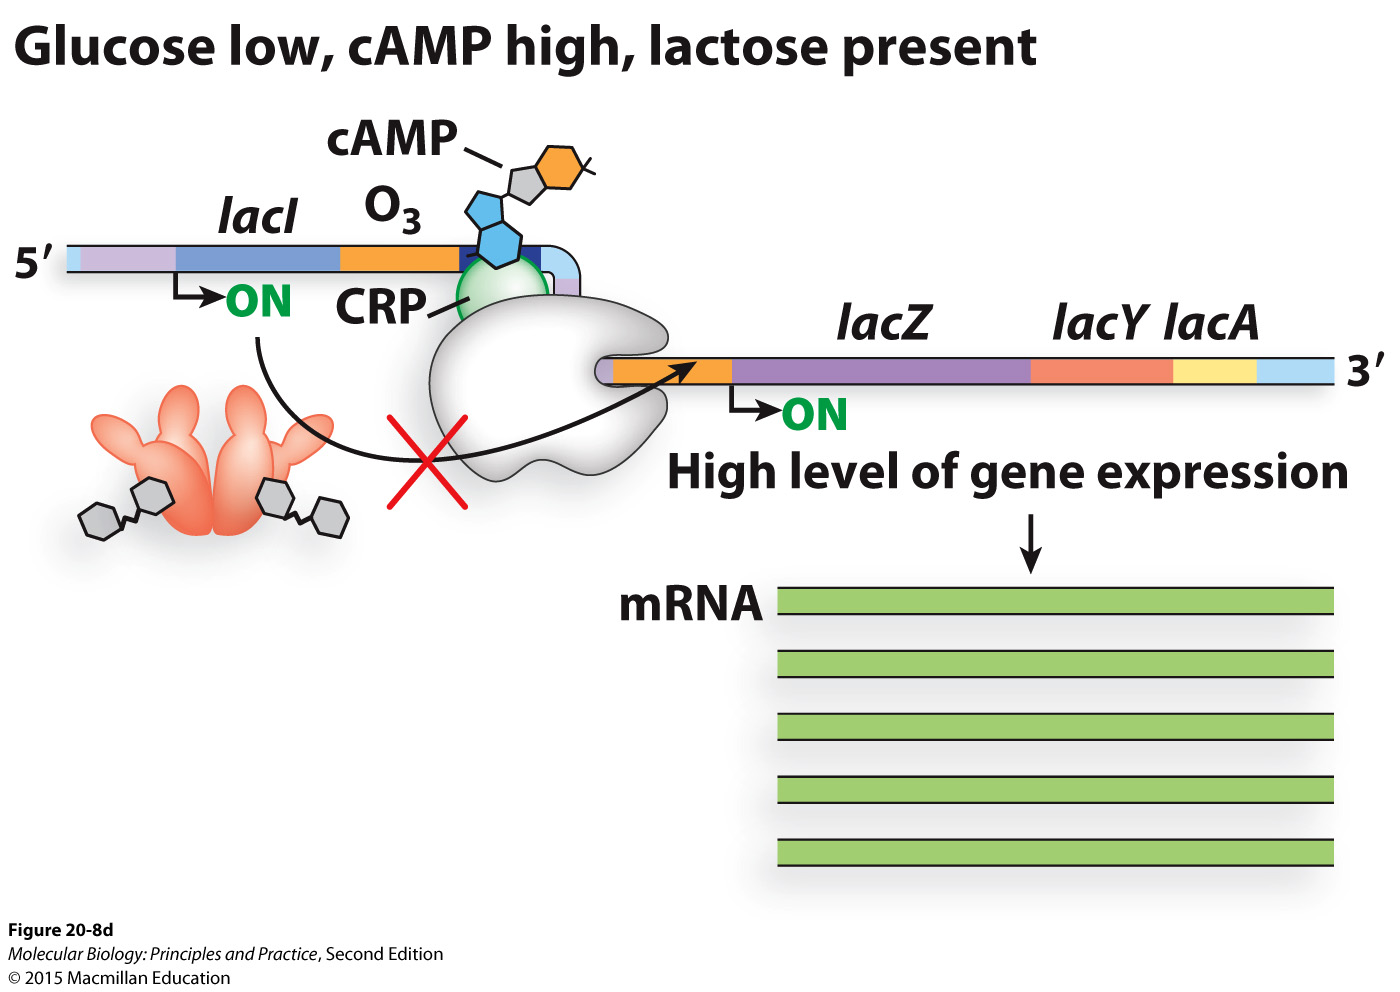 Glucose low, cAMP high, lactose present
cAMP
lacI
O₃
5′
ON
CRP
lacZ
lacY
lacA
3′
ON
High level of gene expression
mRNA
Figure 20-8d
Molecular Biology: Principles and Practice, Second Edition
© 2015 Macmillan Education